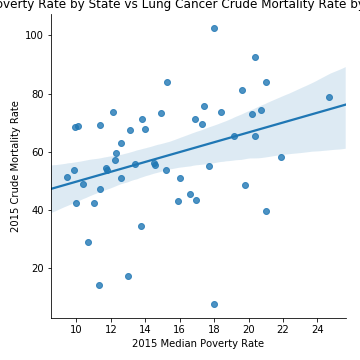 overty Rate by State vs Lung Cancer Crude Mortality Rate by
100
80
60
40
20
2015 Crude Mortality Rate
10 12 14 16 18 20 22 24
2015 Median Poverty Rate